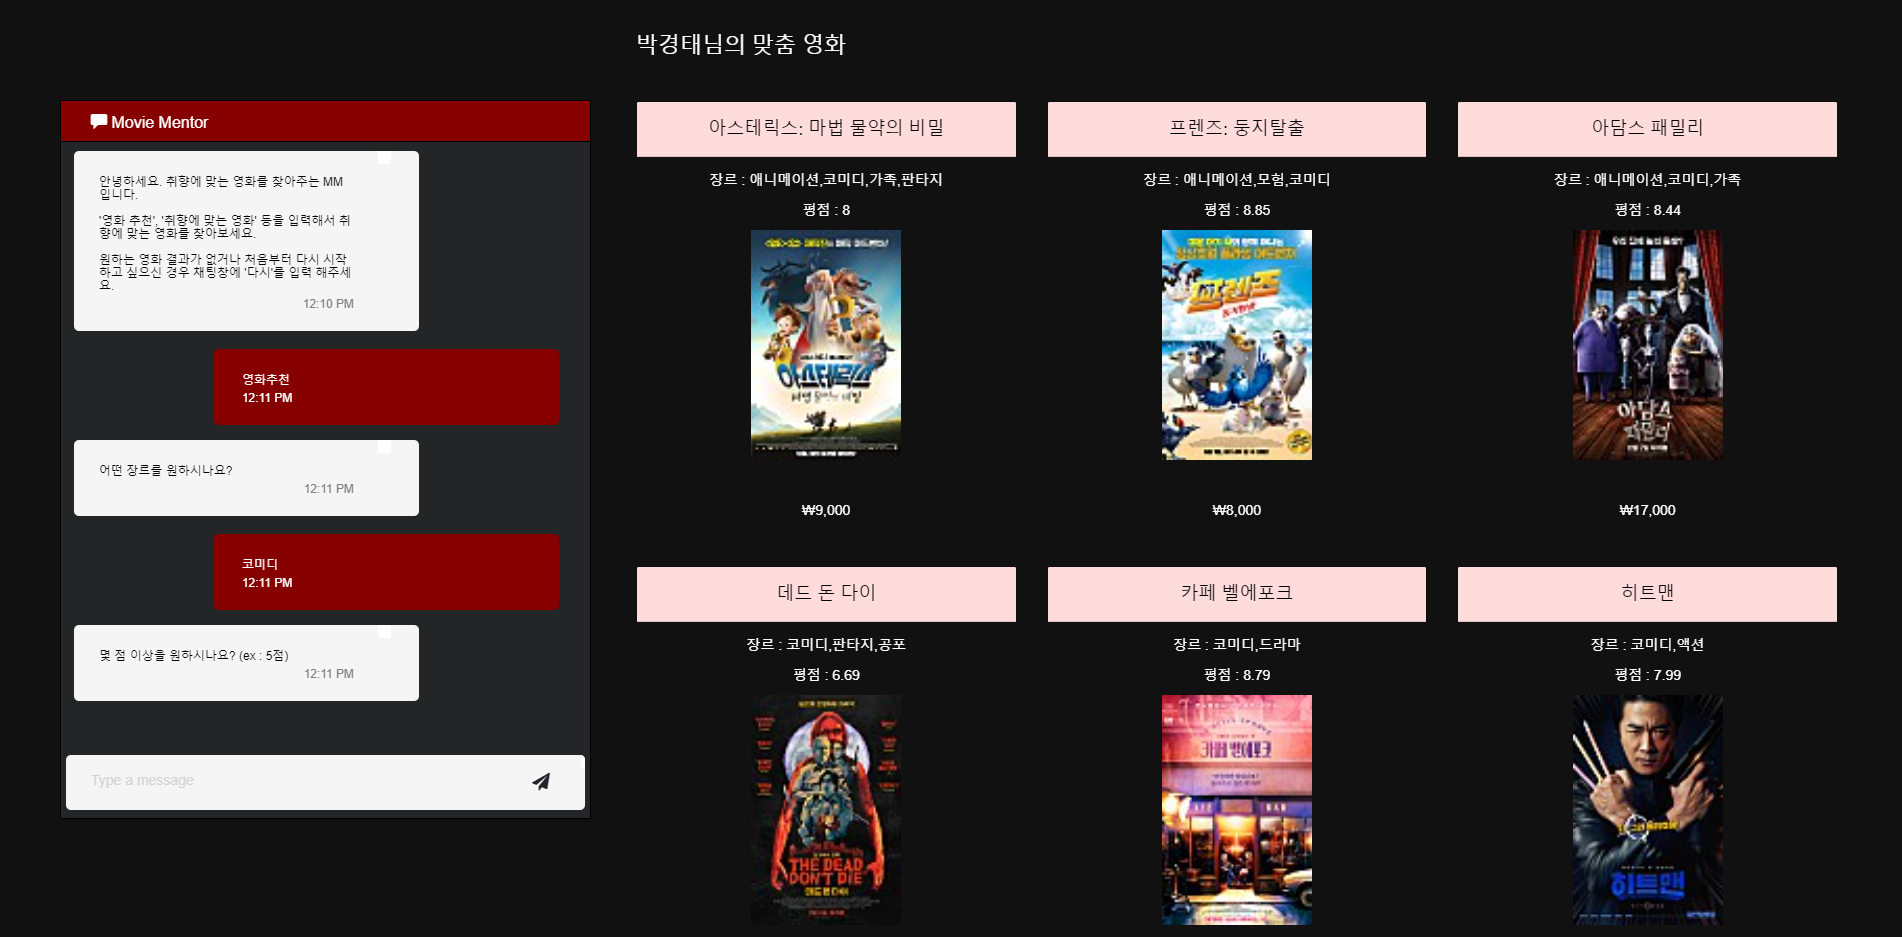 박경태님의 맞춤 영화
Movie Mentor
안녕하세요. 취향에 맞는 영화를 찾아주는 MM
입니다.
'영화 추천', '취향에 맞는 영화' 등을 입력해서 취
향에 맞는 영화를 찾아보세요.
원하는 영화 결과가 없거나 처음부터 다시 시작
하고 싶으신 경우 채팅창에 '다시'를 입력 해주세
요.
12:10 PM
영화추천
12:11 PM
어떤 장르를 원하시나요?
12:11 PM
코미디
12:11 PM
몇 점 이상을 원하시나요? (ex : 5점)
12:11 PM
Type a message
아스테릭스: 마법 물약의 비밀
장르 : 애니메이션,코미디,가족,판타지
평점 : 8
아스테릭스
마법 물약의 비밀
₩9,000
프렌즈: 둥지탈출
장르 : 애니메이션,모험,코미디
평점 : 8.85
프렌즈
둥지탈출
₩8,000
아담스 패밀리
장르 : 애니메이션,코미디,가족
평점 : 8.44
아담스
패밀리
₩17,000
데드 돈 다이
장르 : 코미디,판타지,공포
평점 : 6.69
THE DEAD
DON'T DIE
데드 돈 다이
카페 벨에포크
장르 : 코미디,드라마
평점 : 8.79
카페 벨에포크
BAR
히트맨
장르 : 코미디,액션
평점 : 7.99
히트맨